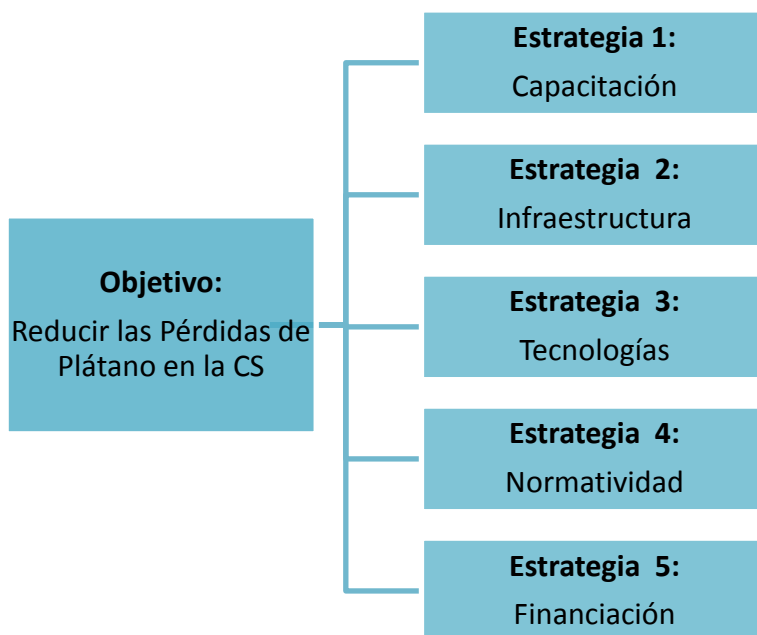 Objetivo:
Reducir las Pérdidas de
Plátano en la CS
Estrategia 1:
Capacitación
Estrategia 2:
Infraestructura
Estrategia 3:
Tecnologías
Estrategia 4:
Normatividad
Estrategia 5:
Financiación